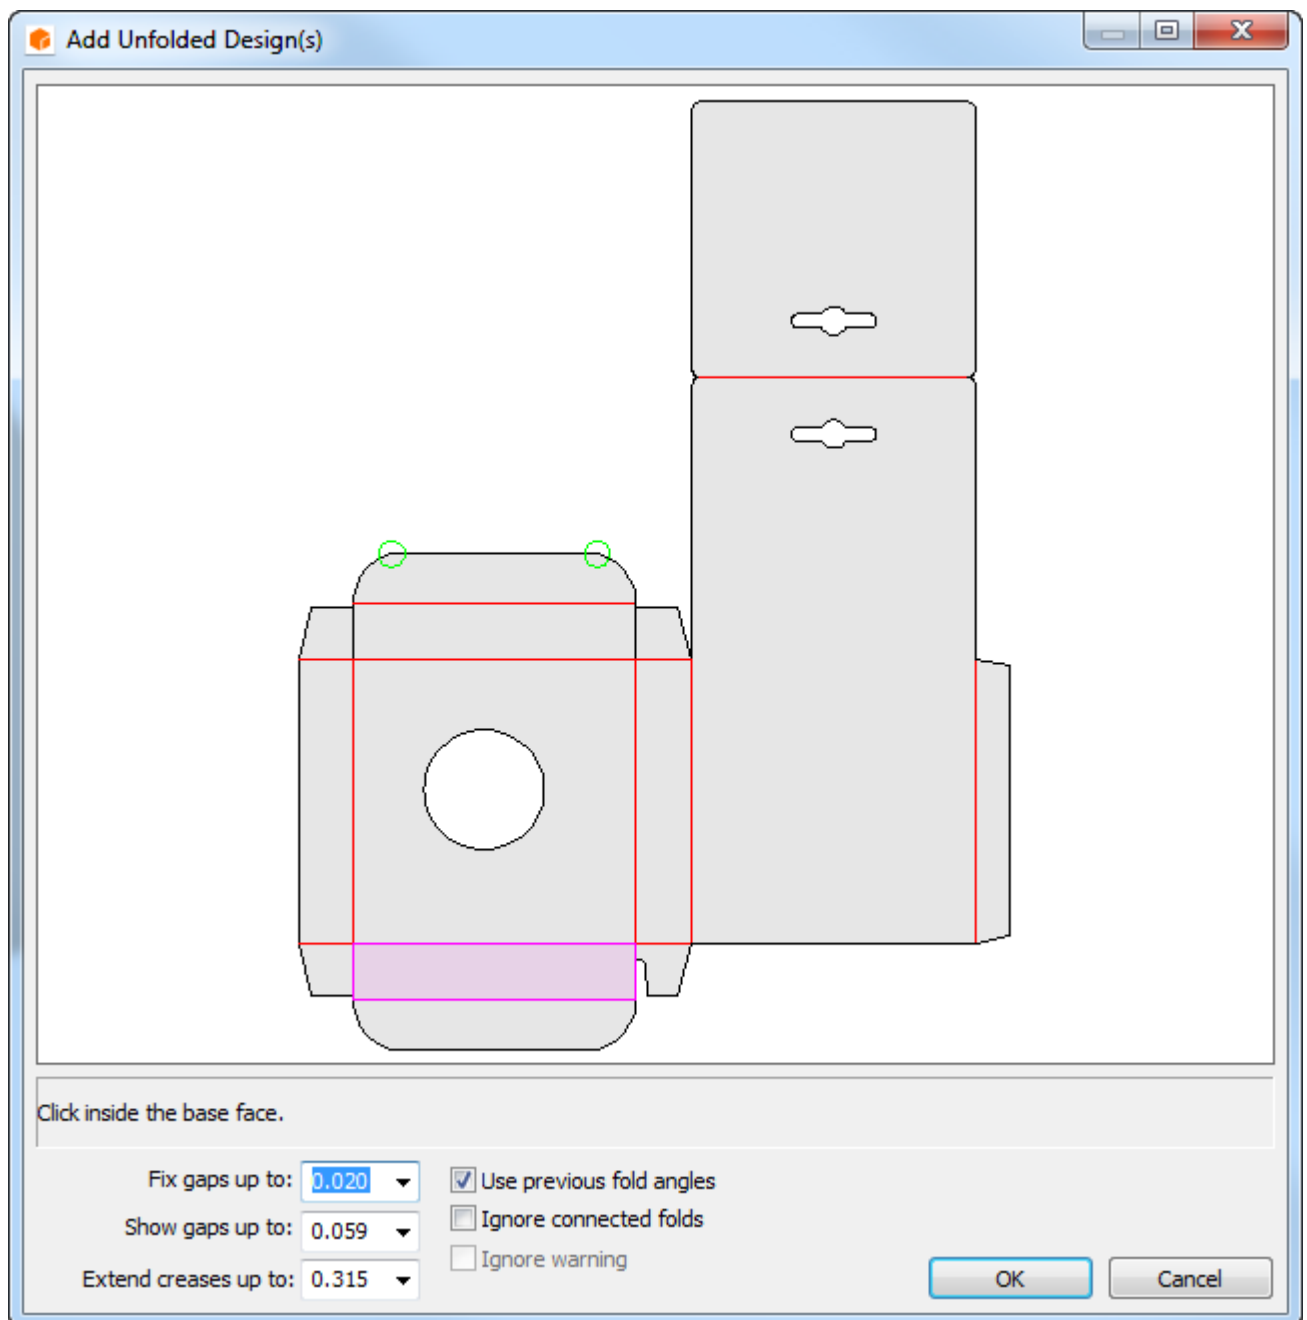 Add Unfolded Design(s)
Click inside the base face.
Fix gaps up to: 0.020
Use previous fold angles
Show gaps up to: 0.059
Ignore connected folds
Extend creases up to: 0.315
Ignore warning
OK
Cancel